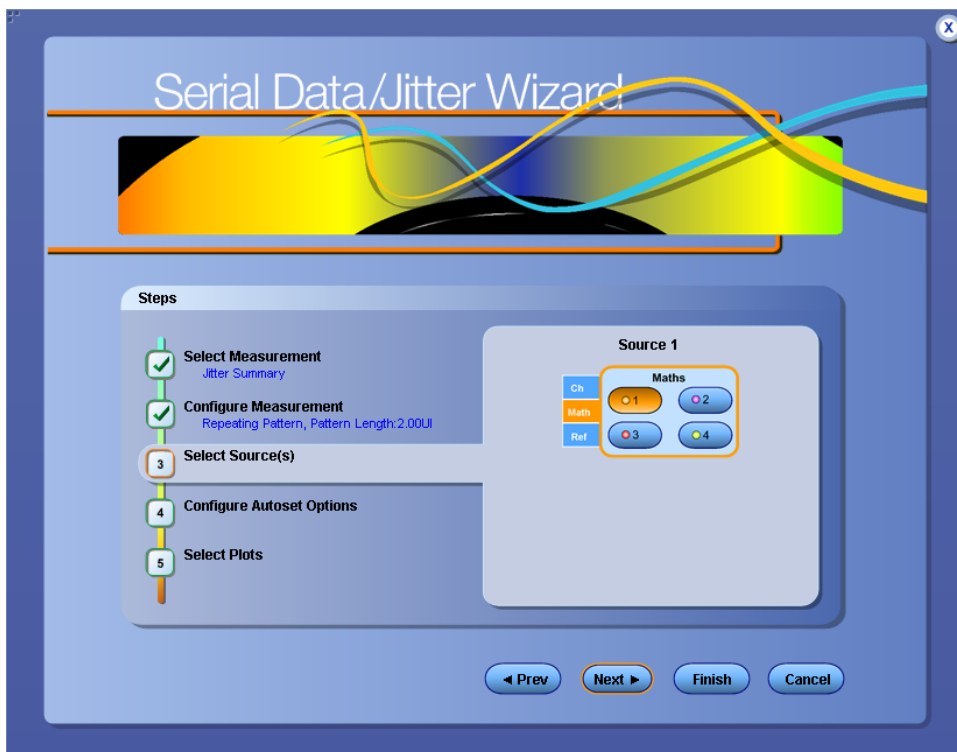 X
Serial Data/Jitter Wizard
Steps
Select Measurement
Jitter Summary
Configure Measurement
Repeating Pattern, Pattern Length:2.00UI
3 Select Source(s)
4 Configure Autoset Options
5 Select Plots
Source 1
Maths
Ch
Math
Ref
1 2
3 4
◄ Prev Next ► Finish Cancel